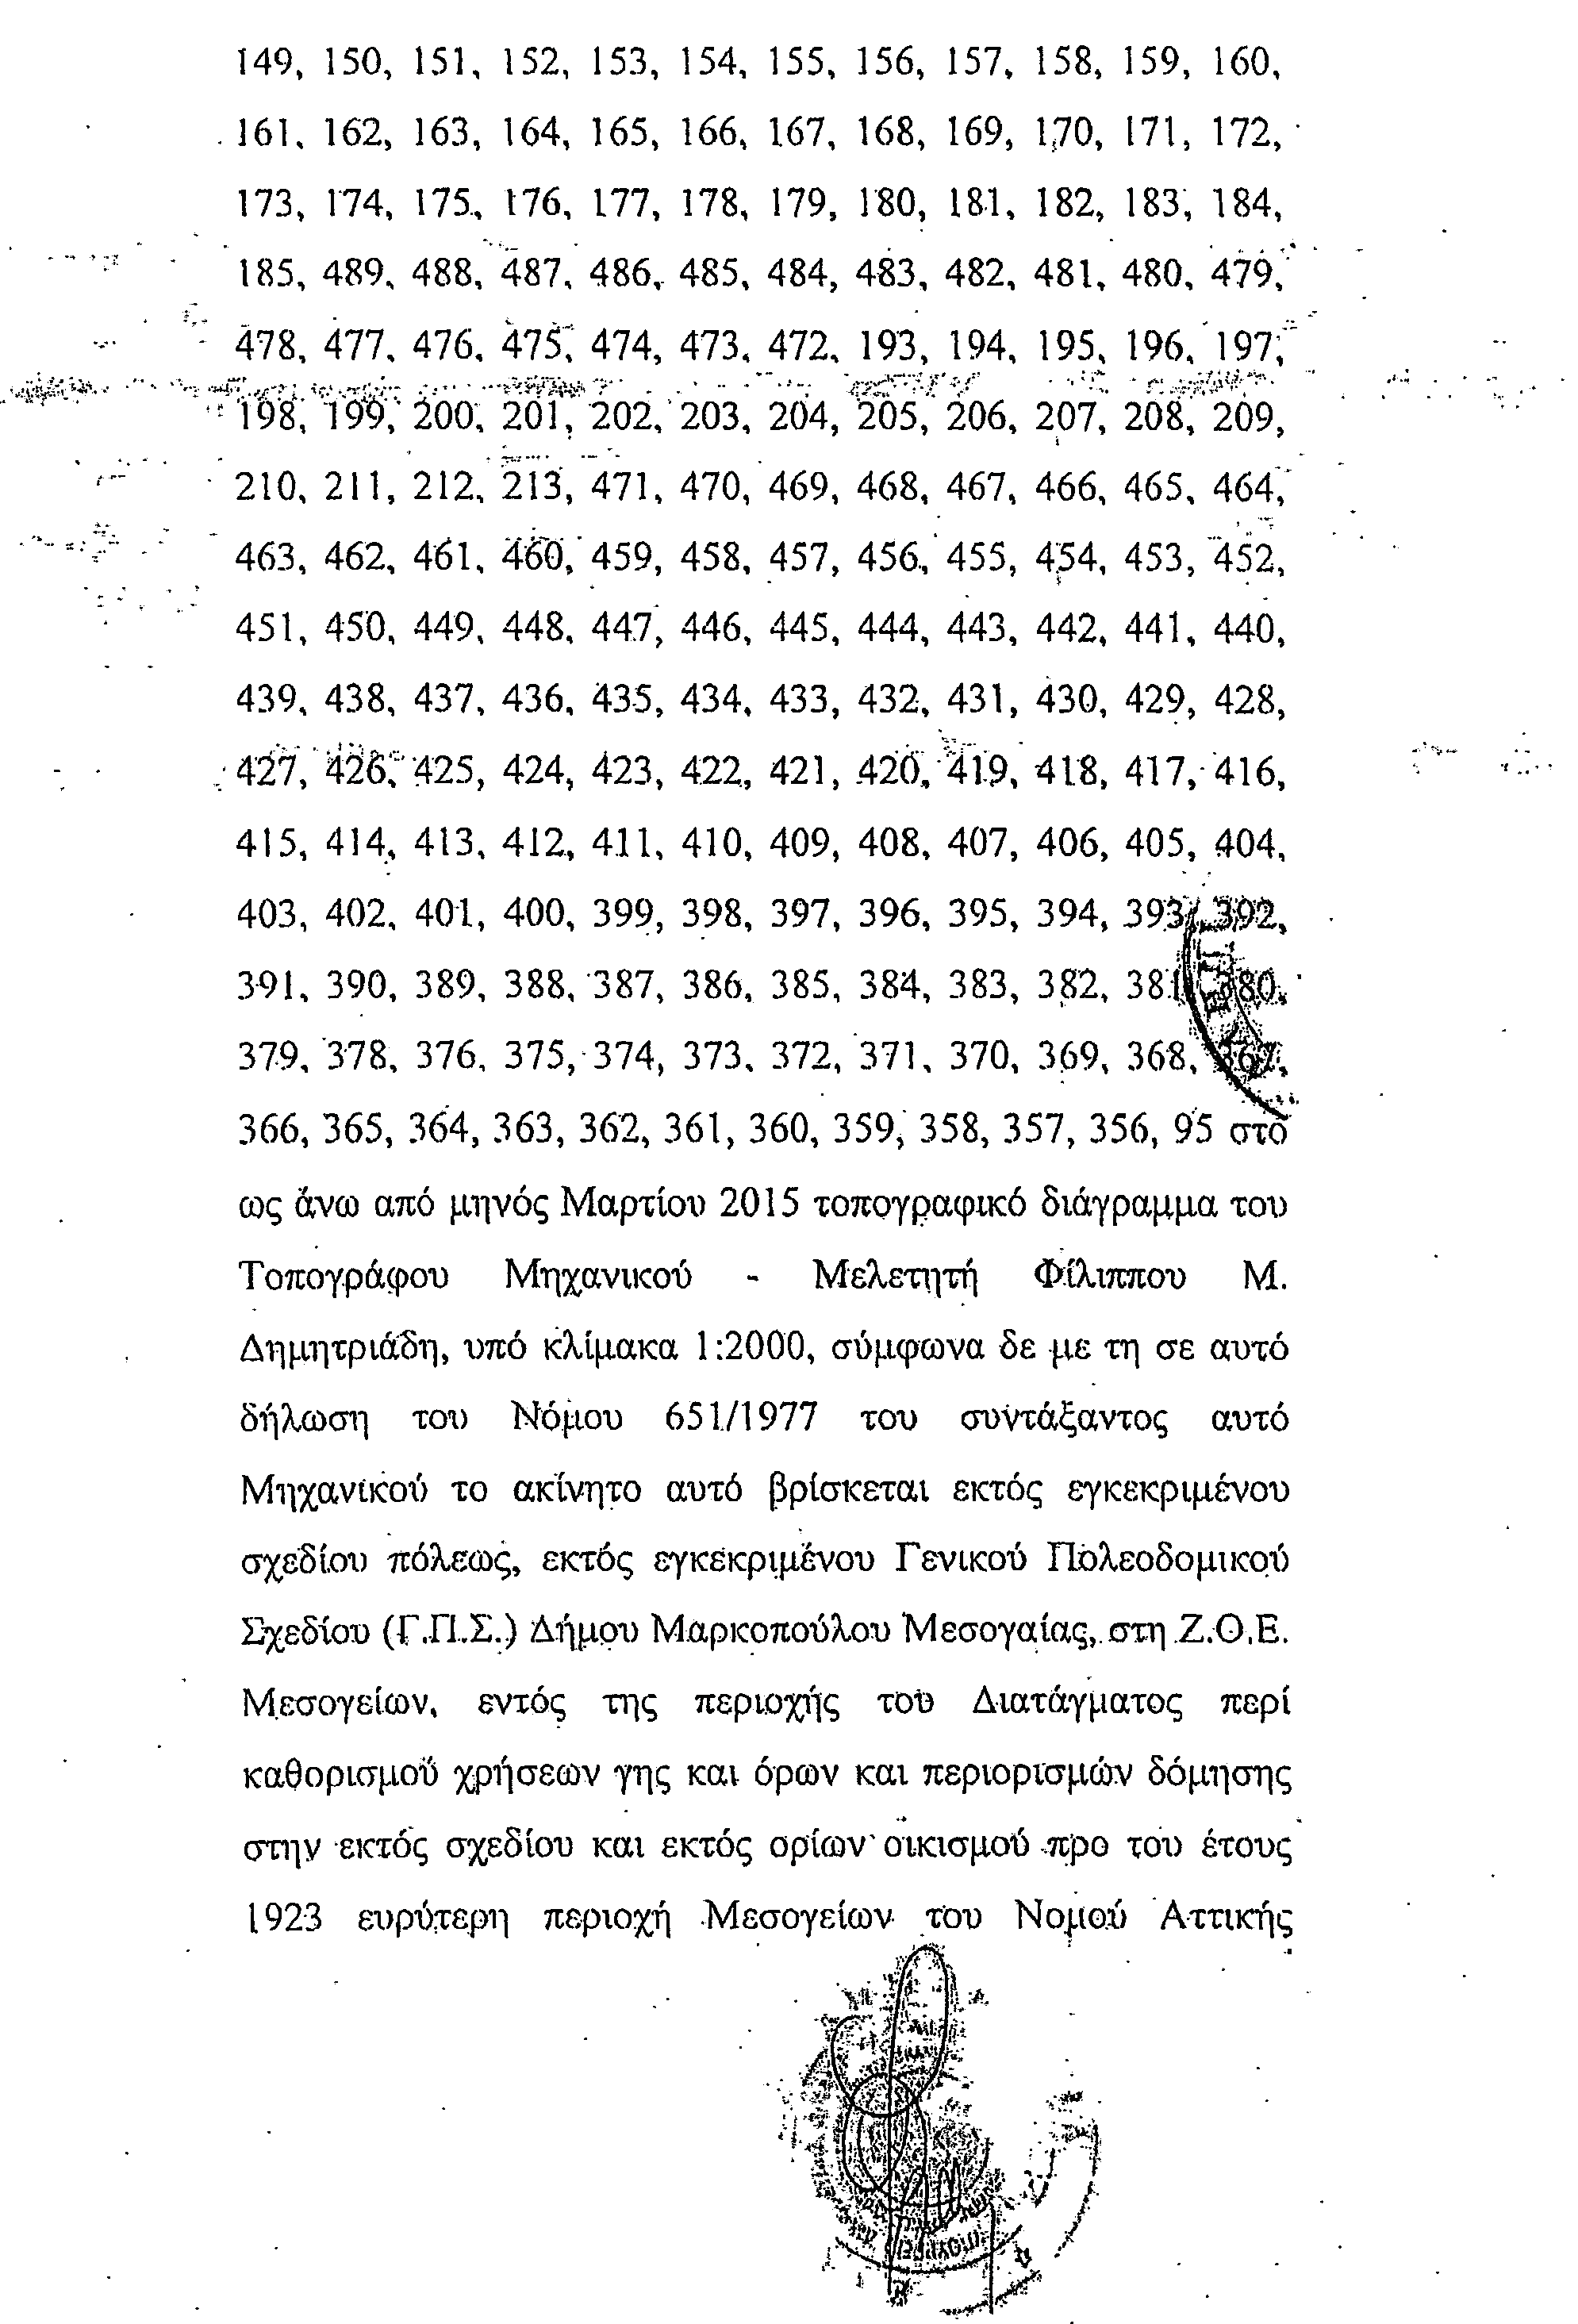 149, 150, 151, 152, 153, 154, 155, 156, 157, 158, 159, 160,
161, 162, 163, 164, 165, 166, 167, 168, 169, 170, 171, 172,
173, 174, 175, 176, 177, 178, 179, 180, 181, 182, 183, 184,
185, 489, 488, 487, 486, 485, 484, 483, 482, 481, 480, 479,
478, 477, 476, 475, 474, 473, 472, 193, 194, 195, 196, 197,
198, 199, 200, 201, 202, 203, 204, 205, 206, 207, 208, 209,
210, 211, 212, 213, 471, 470, 469, 468, 467, 466, 465, 464,
463, 462, 461, 460, 459, 458, 457, 456, 455, 454, 453, 452,
451, 450, 449, 448, 447, 446, 445, 444, 443, 442, 441, 440,
439, 438, 437, 436, 435, 434, 433, 432, 431, 430, 429, 428,
427, 426, 425, 424, 423, 422, 421, 420, 419, 418, 417, 416,
415, 414, 413, 412, 411, 410, 409, 408, 407, 406, 405, 404,
403, 402, 401, 400, 399, 398, 397, 396, 395, 394, 393, 392,
391, 390, 389, 388, 387, 386, 385, 384, 383, 382, 381, 380,
379, 378, 376, 375, 374, 373, 372, 371, 370, 369, 368, 367,
366, 365, 364, 363, 362, 361, 360, 359, 358, 357, 356, 95 στο
ως άνω από μηνός Μαρτίου 2015 τοπογραφικό διάγραμμα του
Τοπογράφου Μηχανικού - Μελετητή Φίλιππου Μ.
Δημητριάδη, υπό κλίμακα 1:2000, σύμφωνα δε με τη σε αυτό
δήλωση του Νόμου 651/1977 του συντάξαντος αυτό
Μηχανικού το ακίνητο αυτό βρίσκεται εκτός εγκεκριμένου
σχεδίου πόλεως, εκτός εγκεκριμένου Γενικού Πολεοδομικού
Σχεδίου (Γ.Π.Σ.) Δήμου Μαρκοπούλου Μεσογαίας, στη Ζ.Ο.Ε.
Μεσογείων, εντός της περιοχής του Διατάγματος περί
καθορισμού χρήσεων γης και όρων και περιορισμών δόμησης
στην εκτός σχεδίου και εκτός ορίων οικισμού προ του έτους
1923 ευρύτερη περιοχή Μεσογείων του Νομού Αττικής